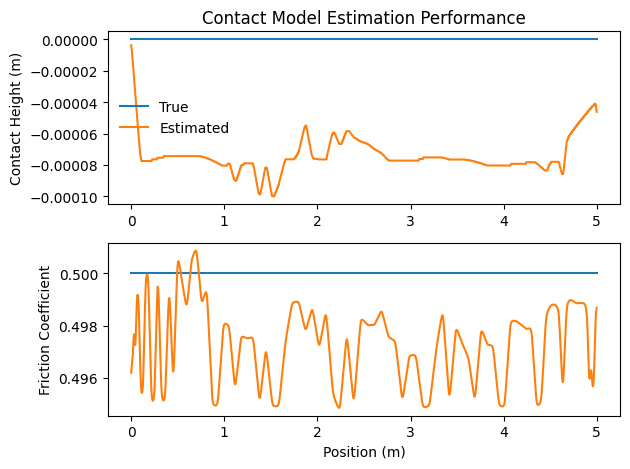 Contact Model Estimation Performance
Contact Height (m)
0.00000
−0.00002
−0.00004
−0.00006
−0.00008
−0.00010
True
Estimated
0 1 2 3 4 5
Friction Coefficient
0.500
0.498
0.496
0 1 2 3 4 5
Position (m)